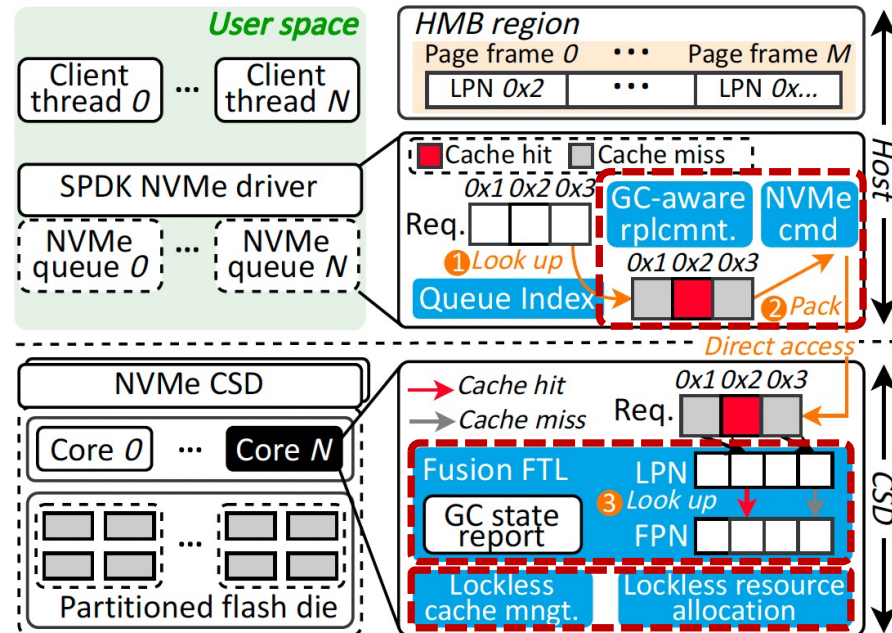 User space
Client
thread 0
...
Client
thread N
SPDK NVMe driver
NVMe
queue 0
...
NVMe
queue N
HMB region
Page frame 0
...
Page frame M
LPN 0x2
...
LPN 0x...
Cache hit
Cache miss
0x1 0x2 0x3
Req.
1 Look up
Queue Index
GC-aware
rplcmnt.
NVMe
cmd
0x1 0x2 0x3
2 Pack
Host
Direct access
NVMe CSD
Core 0
...
Core N
...
Partitioned flash die
Cache hit
Cache miss
0x1 0x2 0x3
Req.
Fusion FTL
GC state
report
LPN
3 Look up
FPN
Lockless
cache mngt.
Lockless resource
allocation
CSD